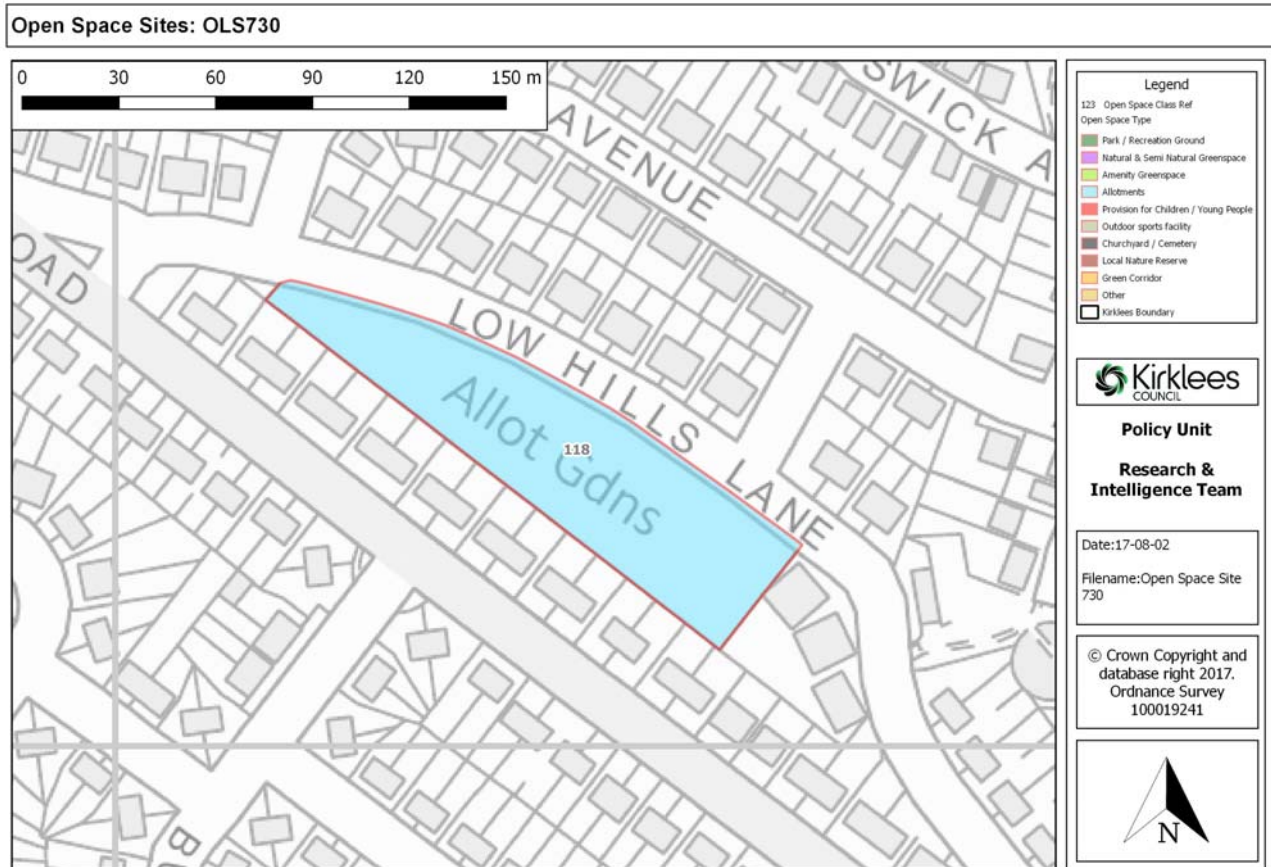 Open Space Sites: OLS730
0 30 60 90 120 150 m
SWICK A
AVENUE
OAD
LOW HILLS LANE
Allot Gdns
118
Legend
123 Open Space Class Ref
Open Space Type
Park / Recreation Ground
Natural & Semi Natural Greenspace
Amenity Greenspace
Allotments
Provision for Children / Young People
Outdoor sports facility
Churchyard / Cemetery
Local Nature Reserve
Green Corridor
Other
Kirklees Boundary
Kirklees
COUNCIL
Policy Unit
Research &
Intelligence Team
Date:17-08-02
Filename:Open Space Site
730
© Crown Copyright and
database right 2017.
Ordnance Survey
100019241
N